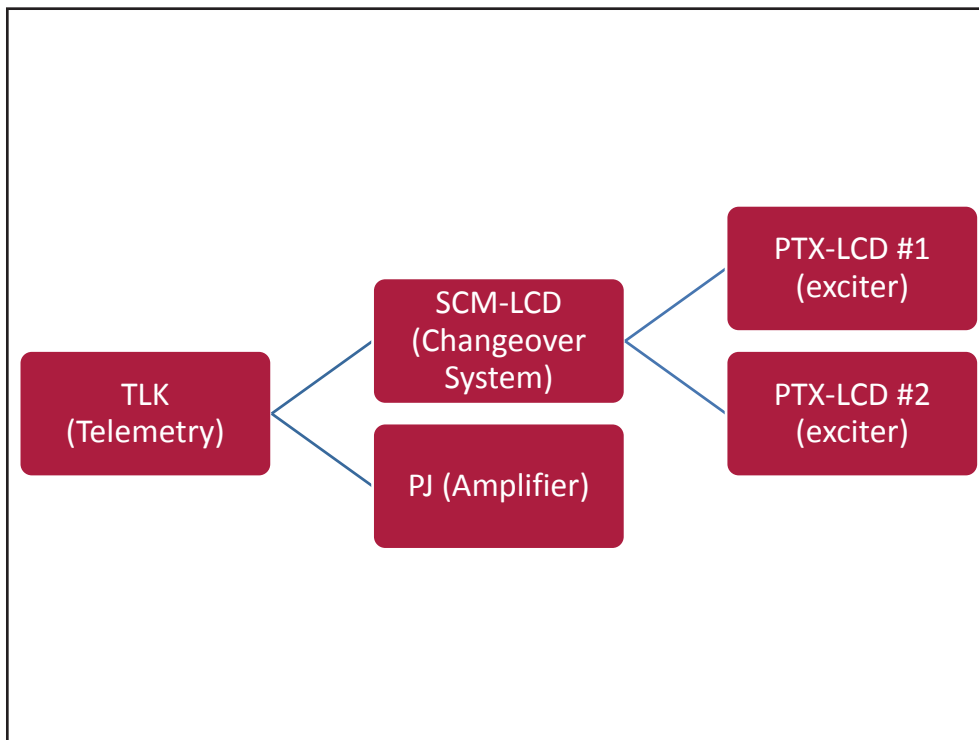 TLK
(Telemetry)
SCM-LCD
(Changeover
System)
PJ (Amplifier)
PTX-LCD #1
(exciter)
PTX-LCD #2
(exciter)